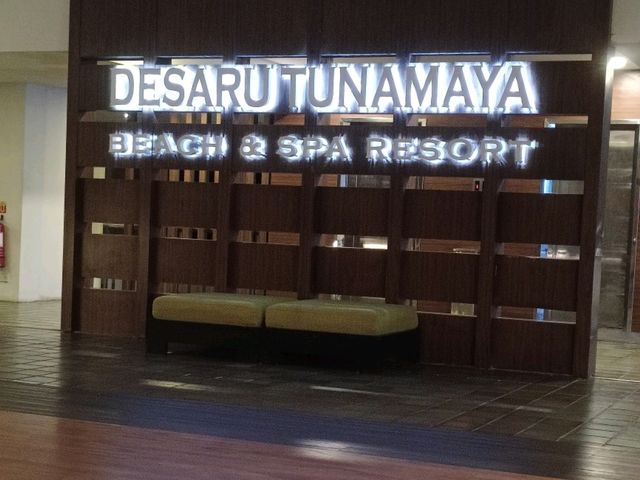 DESARU TUNAMAYA
BEACH & SPA RESORT